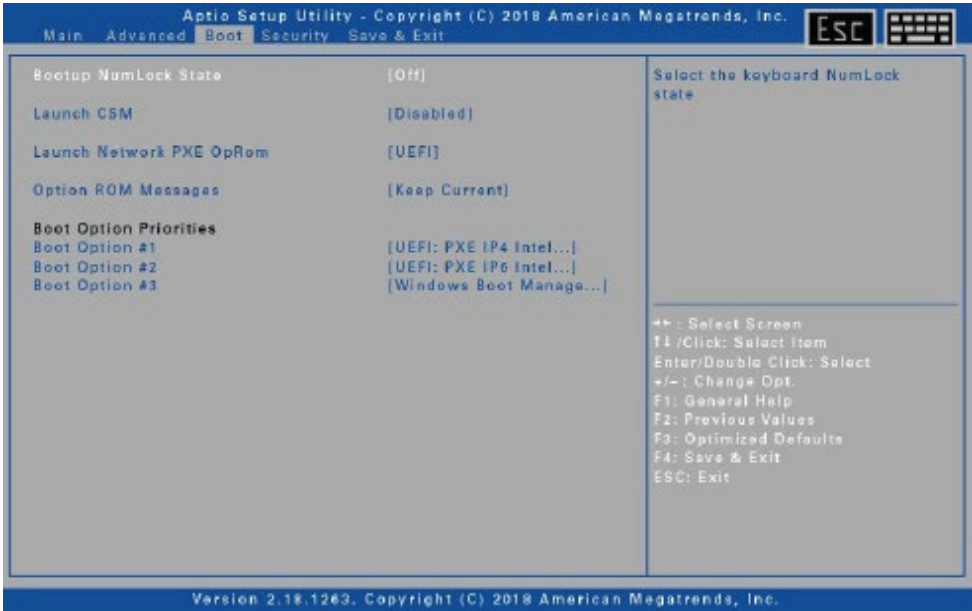 Aptio Setup Utility - Copyright (C) 2018 American Megatrends, Inc.
Main Advanced Boot Security Save & Exit
Esc
Bootup NumLock State [Off]
Launch CSM [Disabled]
Launch Network PXE OpRom [UEFI]
Option ROM Messages [Keep Current]
Boot Option Priorities
Boot Option #1 [UEFI: PXE IP4 Intel...]
Boot Option #2 [UEFI: PXE IP6 Intel...]
Boot Option #3 [Windows Boot Manage...]
Select the keyboard NumLock
state
→←: Select Screen
↑↓/Click: Select Item
Enter/Double Click: Select
+/-: Change Opt.
F1: General Help
F2: Previous Values
F3: Optimized Defaults
F4: Save & Exit
ESC: Exit
Version 2.18.1263. Copyright (C) 2018 American Megatrends, Inc.